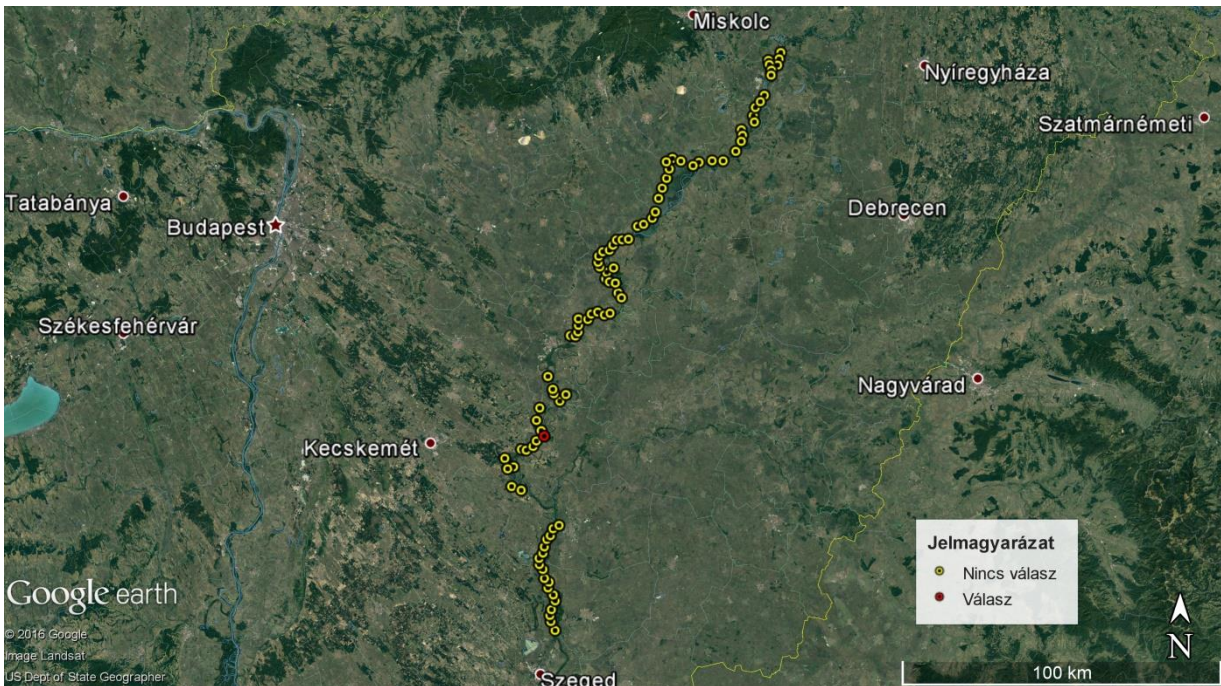 Miskolc
Nyíregyháza
Szatmárnémeti
Tatabánya
Budapest
Debrecen
Székesfehérvár
Nagyvárad
Kecskemét
Jelmagyarázat
Nincs válasz
Válasz
Google earth
© 2016 Google
Image Landsat
US Dept of State Geographer
Szeged
N
100 km